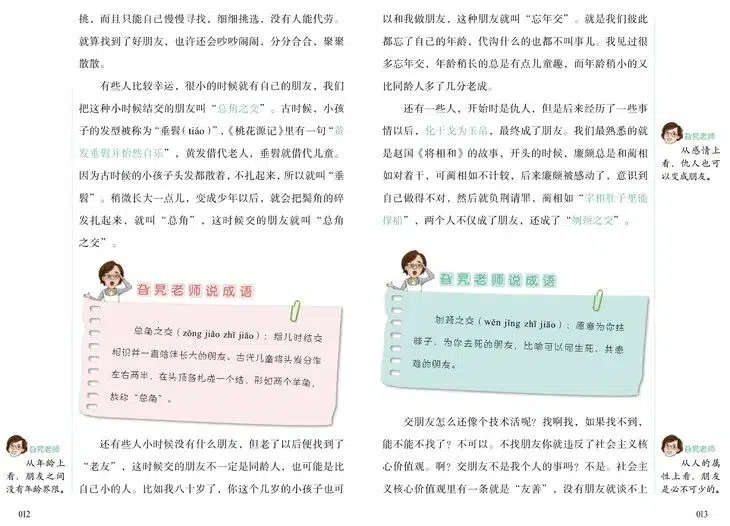 挑，而且只能自己慢慢寻找，细细挑选，没有人能代劳。
就算找到了好朋友，也许还会吵吵闹闹、分分合合，聚聚
散散。
有些人比较幸运，很小的时候就有自己的朋友，我们
把这种小时候结交的朋友叫“总角之交”。古时候，小孩
子的发型被称为“垂髫(tiáo)”，《桃花源记》里有一句“黄
发垂髫并怡然自乐”，黄发借代老人，垂髫就借代儿童。
因为古时候的小孩子头发都散着，不扎起来，所以就叫“垂
髫”。稍微长大一点儿，变成少年以后，就会把鬓角的碎
发扎起来，就叫“总角”，这时候交的朋友就叫“总角
之交”。
旮旯老师说成语
总角之交(zǒng jiǎo zhī jiāo)：指儿时结交
相识并一直陪伴长大的朋友。古代儿童将头发分作
左右两半，在头顶各扎成一个结，形如两个羊角，
故称“总角”。
旮旯老师
从年龄上
看，朋友之间
没有年龄界限。
还有些人小时候没有什么朋友，但老了以后便找到了
“老友”，这时候交的朋友不一定是同龄人，也可能是比
自己小的人。比如我八十岁了，你这个几岁的小孩子也可
012
以和我做朋友，这种朋友就叫“忘年交”。就是我们彼此
都忘了自己的年龄，代沟什么的也都不叫事儿。我见过很
多忘年交，年龄稍长的总是有点儿童趣，而年龄稍小的又
比同龄人多了几分老成。
还有一些人，开始时是仇人，但是后来经历了一些事
情以后，化干戈为玉帛，最终成了朋友。我们最熟悉的就
是赵国《将相和》的故事，开头的时候，廉颇总是和蔺相
如对着干，可蔺相如不计较，后来廉颇被感动了，意识到
自己做得不对，然后就负荆请罪，蔺相如“宰相肚子里能
撑船”，两个人不仅成了朋友，还成了“刎颈之交”。
旮旯老师
从感情上
看，仇人也可
以变成朋友。
旮旯老师说成语
刎颈之交(wěn jǐng zhī jiāo)：愿意为你抹
脖子、为你去死的朋友，比喻可以同生死、共患
难的朋友。
交朋友怎么还像个技术活呢？找啊找，如果找不到，
能不能不找了？不可以。不找朋友你就违反了社会主义核
心价值观。啊？交朋友不是我个人的事吗？不是。社会主
义核心价值观里有一条就是“友善”，没有朋友就谈不上
旮旯老师
从人的属
性上看，朋友
是必不可少的。
013